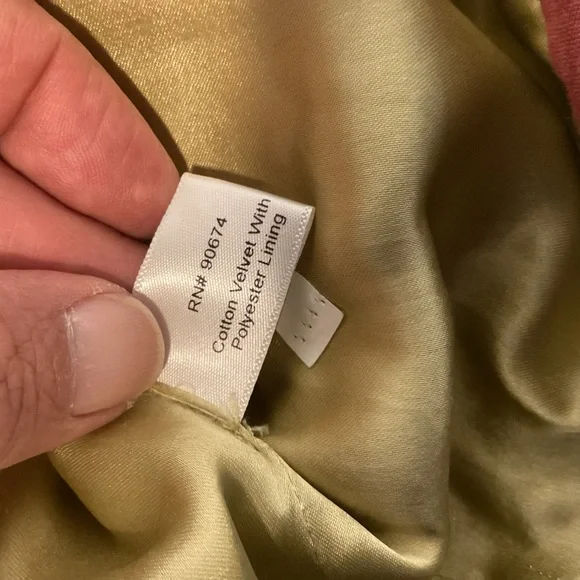 RN# 90674
Cotton Velvet With
Polyester Lining